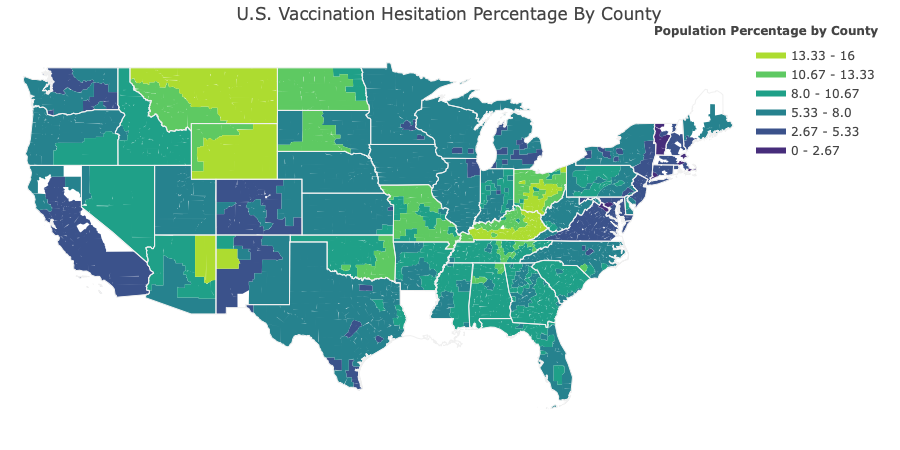 U.S. Vaccination Hesitation Percentage By County
Population Percentage by County
13.33 - 16
10.67 - 13.33
8.0 - 10.67
5.33 - 8.0
2.67 - 5.33
0 - 2.67